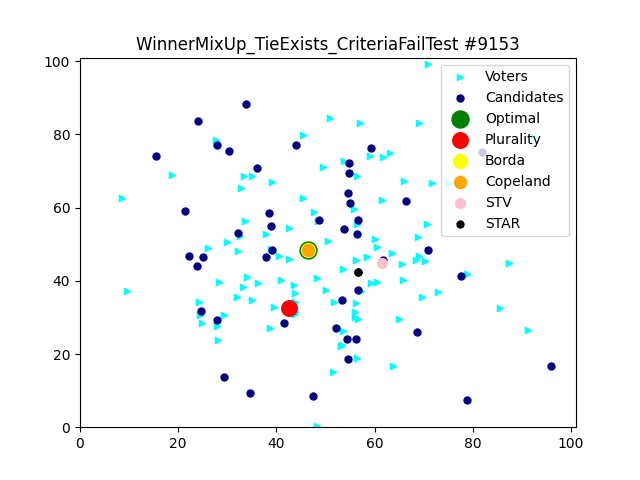 WinnerMixUp_TieExists_CriteriaFailTest #9153
100
80
60
40
20
0
0 20 40 60 80 100
Voters
Candidates
Optimal
Plurality
Borda
Copeland
STV
STAR